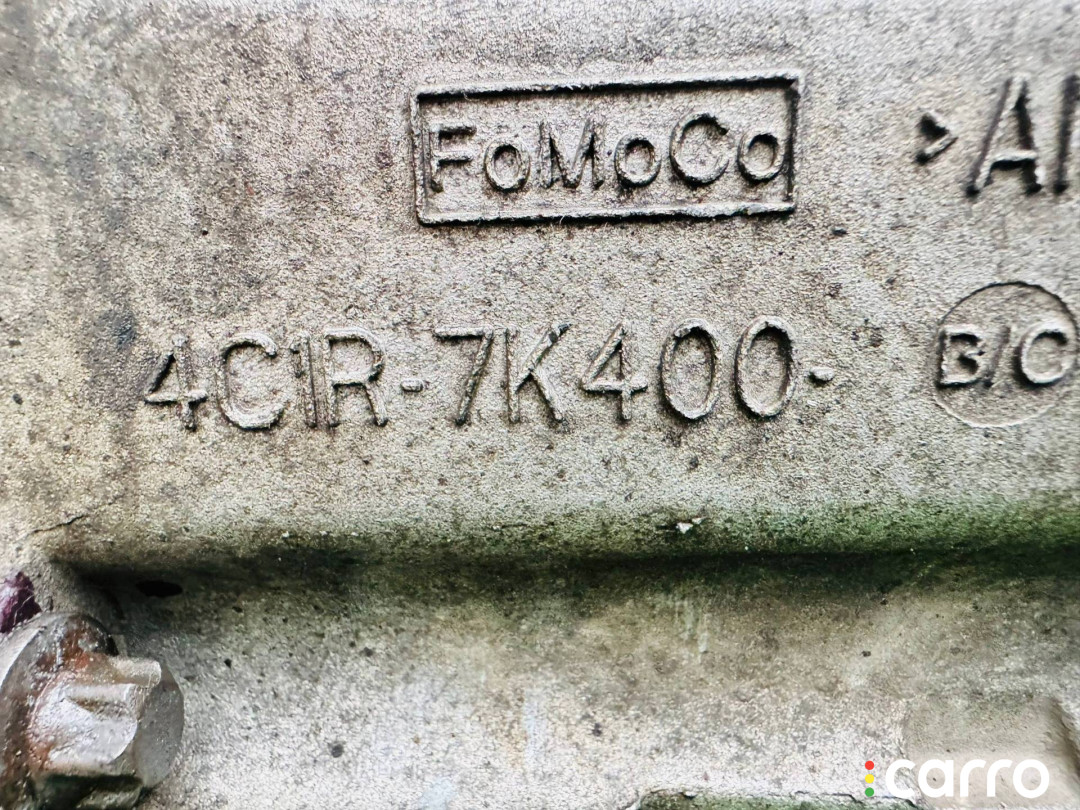 FoMoCo
4C1R-7K400-
B/C
carro